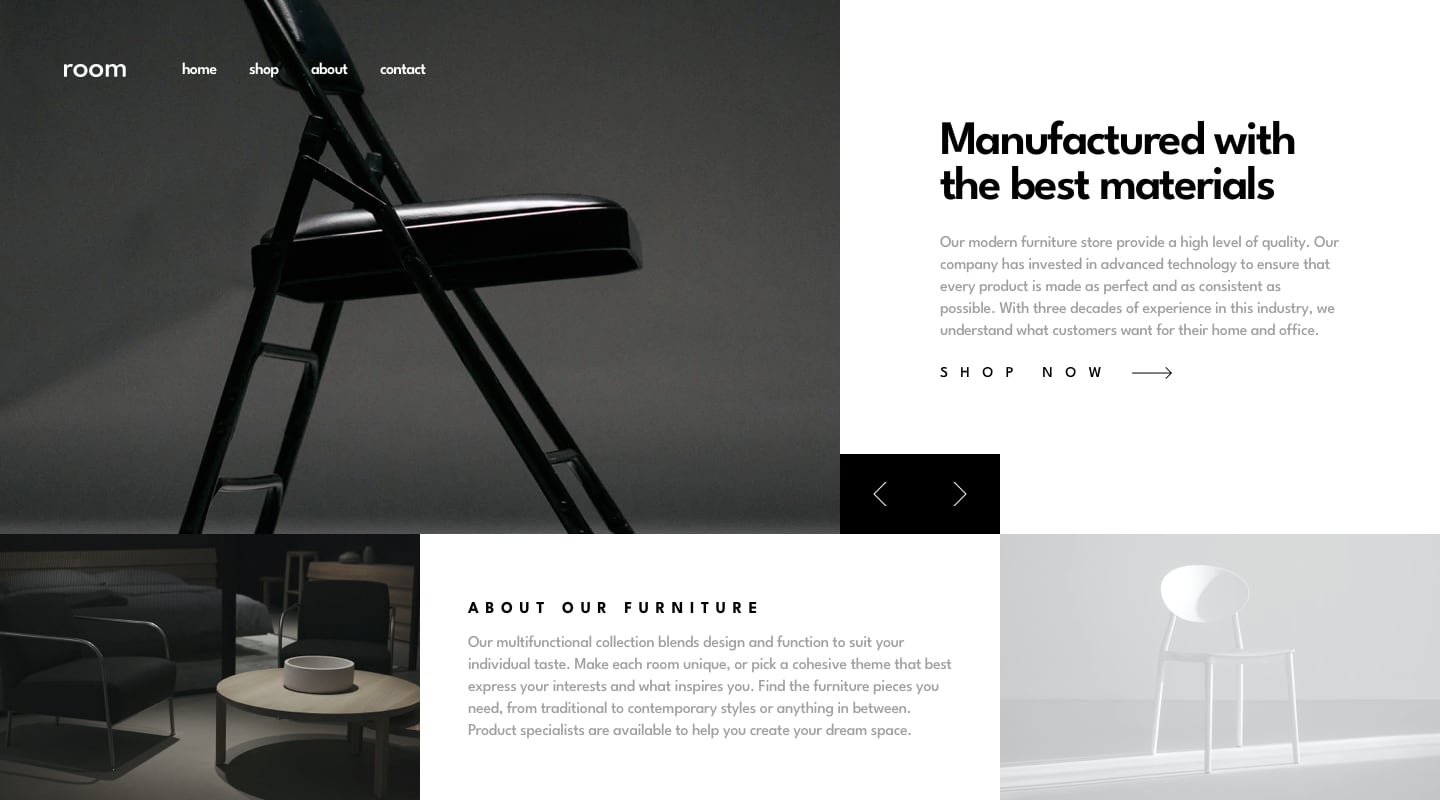 room
home shop about contact
Manufactured with
the best materials
Our modern furniture store provide a high level of quality. Our
company has invested in advanced technology to ensure that
every product is made as perfect and as consistent as
possible. With three decades of experience in this industry, we
understand what customers want for their home and office.
SHOP NOW
ABOUT OUR FURNITURE
Our multifunctional collection blends design and function to suit your
individual taste. Make each room unique, or pick a cohesive theme that best
express your interests and what inspires you. Find the furniture pieces you
need, from traditional to contemporary styles or anything in between.
Product specialists are available to help you create your dream space.